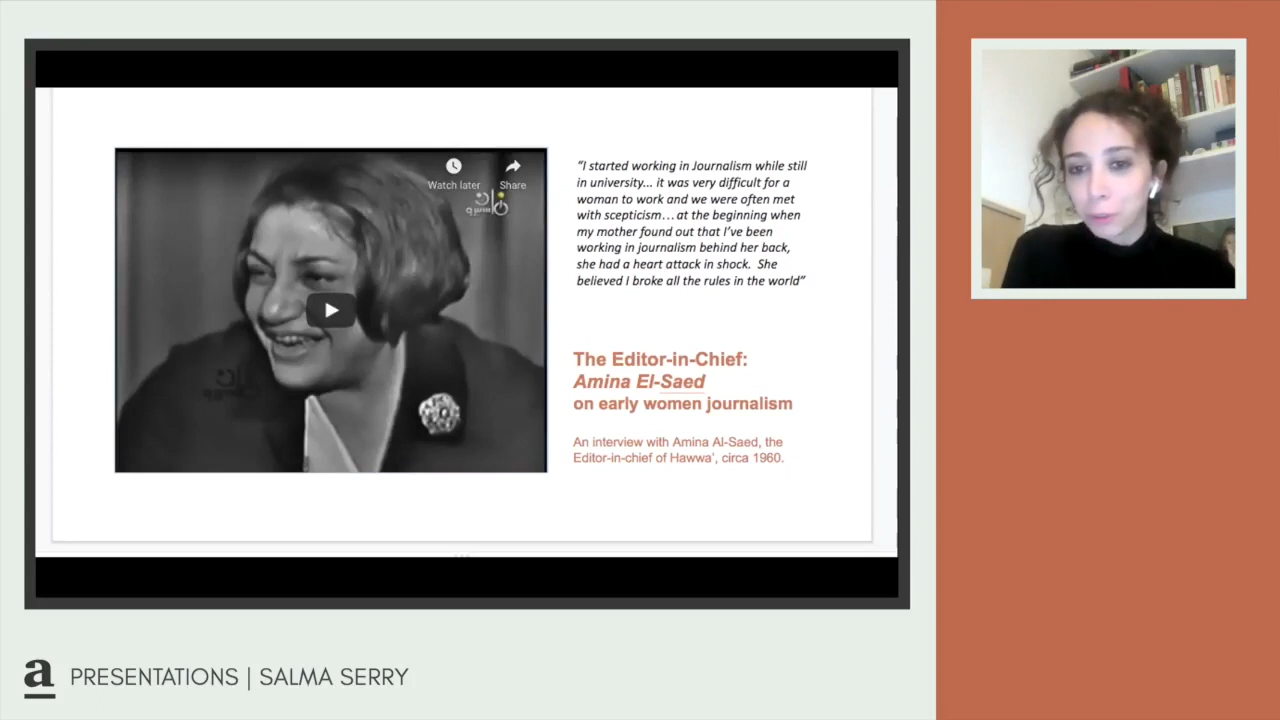 Watch later
Share
“I started working in Journalism while still
in university... it was very difficult for a
woman to work and we were often met
with scepticism...at the beginning when
my mother found out that I’ve been
working in journalism behind her back,
she had a heart attack in shock. She
believed I broke all the rules in the world”
The Editor-in-Chief:
Amina El-Saed
on early women journalism
An interview with Amina Al-Saed, the
Editor-in-chief of Hawwa’, circa 1960.
a
PRESENTATIONS | SALMA SERRY